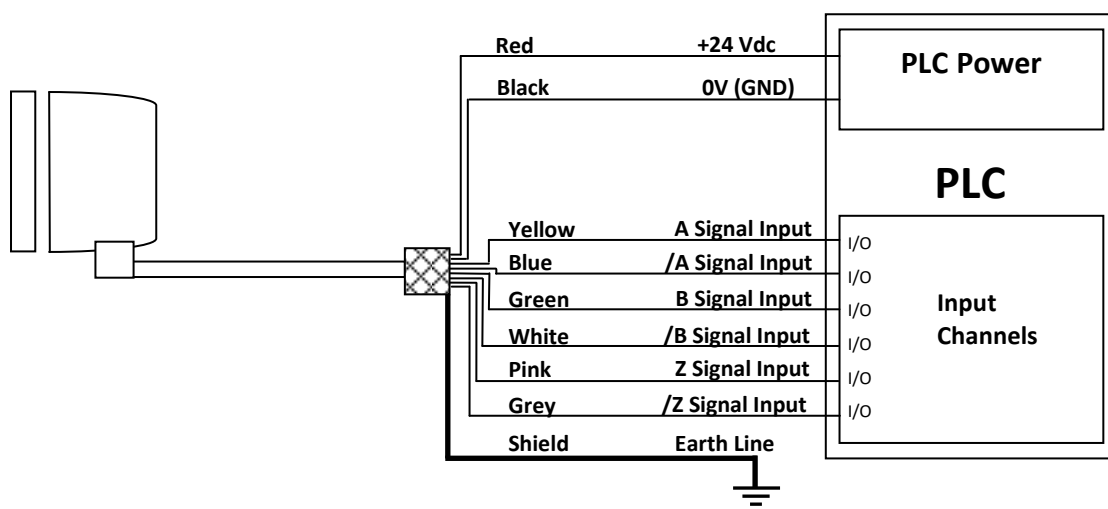 Red +24 Vdc
Black 0V (GND)
PLC Power
PLC
Yellow A Signal Input I/O
Blue /A Signal Input I/O
Green B Signal Input I/O
White /B Signal Input I/O
Pink Z Signal Input I/O
Grey /Z Signal Input I/O
Input
Channels
Shield Earth Line